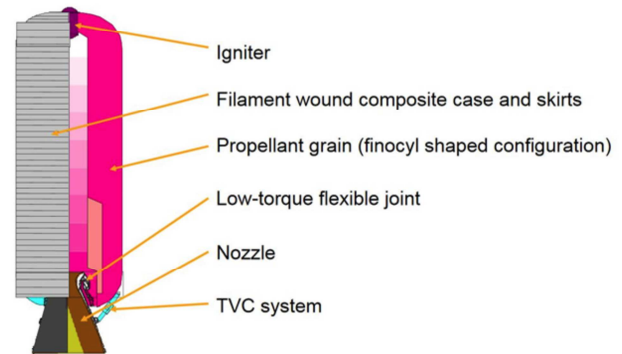 Igniter
Filament wound composite case and skirts
Propellant grain (finocyl shaped configuration)
Low-torque flexible joint
Nozzle
TVC system